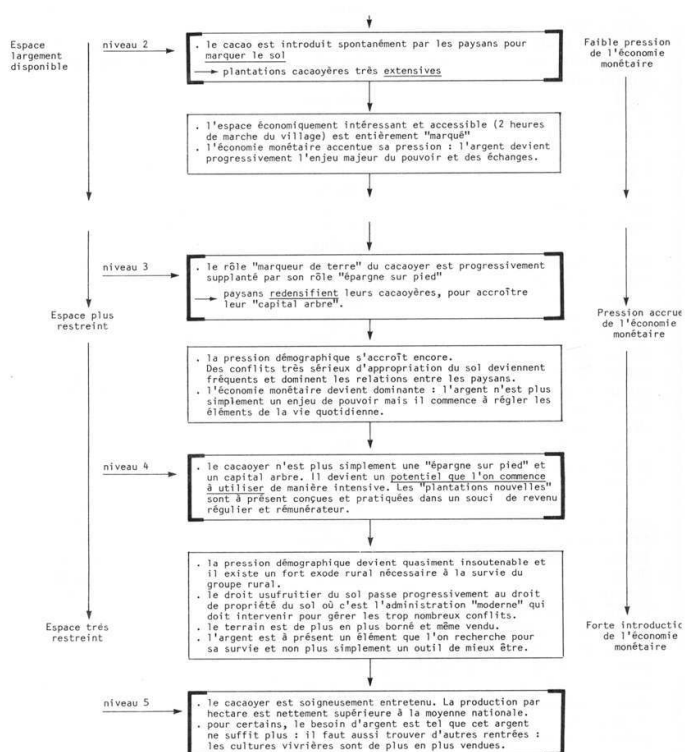 Espace
largement
disponible
niveau 2
. le cacao est introduit spontanément par les paysans pour
marquer le sol
→ plantations cacaoyères très extensives
Faible pression
de l'économie
monétaire
. l'espace économiquement intéressant et accessible (2 heures
de marche du village) est entièrement "marqué"
. l'économie monétaire accentue sa pression : l'argent devient
progressivement l'enjeu majeur du pouvoir et des échanges.
niveau 3
. le rôle "marqueur de terre" du cacaoyer est progressivement
supplanté par son rôle "épargne sur pied"
→ paysans redensifient leurs cacaoyères, pour accroître
leur "capital arbre".
Espace plus
restreint
Pression accrue
de l'économie
monétaire
. la pression démographique s'accroît encore.
Des conflits très sérieux d'appropriation du sol deviennent
fréquents et dominent les relations entre les paysans.
. l'économie monétaire devient dominante : l'argent n'est plus
simplement un enjeu de pouvoir mais il commence à régler les
éléments de la vie quotidienne.
niveau 4
. le cacaoyer n'est plus simplement une "épargne sur pied" et
un capital arbre. Il devient un potentiel que l'on commence
à utiliser de manière intensive. Les "plantations nouvelles"
sont à présent conçues et pratiquées dans un souci de revenu
régulier et rémunérateur.
. la pression démographique devient quasiment insoutenable et
il existe un fort exode rural nécessaire à la survie du
groupe rural.
. le droit usufruitier du sol passe progressivement au droit
de propriété du sol où c'est l'administration "moderne" qui
doit intervenir pour gérer les trop nombreux conflits.
. le terrain est de plus en plus borné et même vendu.
. l'argent est à présent un élément que l'on recherche pour
sa survie et non plus simplement un outil de mieux être.
Espace trés
restreint
Forte introductic
de l'économie
monétaire
niveau 5
. le cacaoyer est soigneusement entretenu. La production par
hectare est nettement supérieure à la moyenne nationale.
. pour certains, le besoin d'argent est tel que cet argent
ne suffit plus : il faut aussi trouver d'autres rentrées :
les cultures vivrières sont de plus en plus vendues.